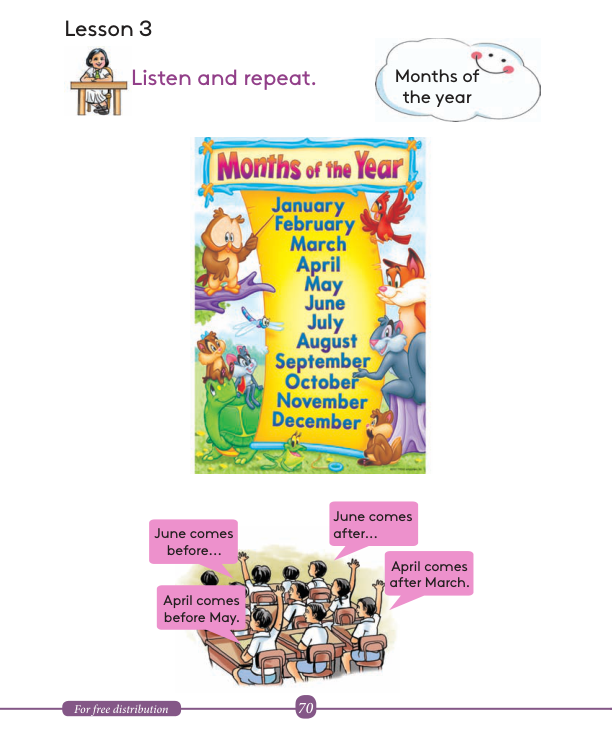 Lesson 3
Listen and repeat.
Months of
the year
Months of the Year
January
February
March
April
May
June
July
August
September
October
November
December
June comes
before...
June comes
after...
April comes
after March.
April comes
before May.
For free distribution
70